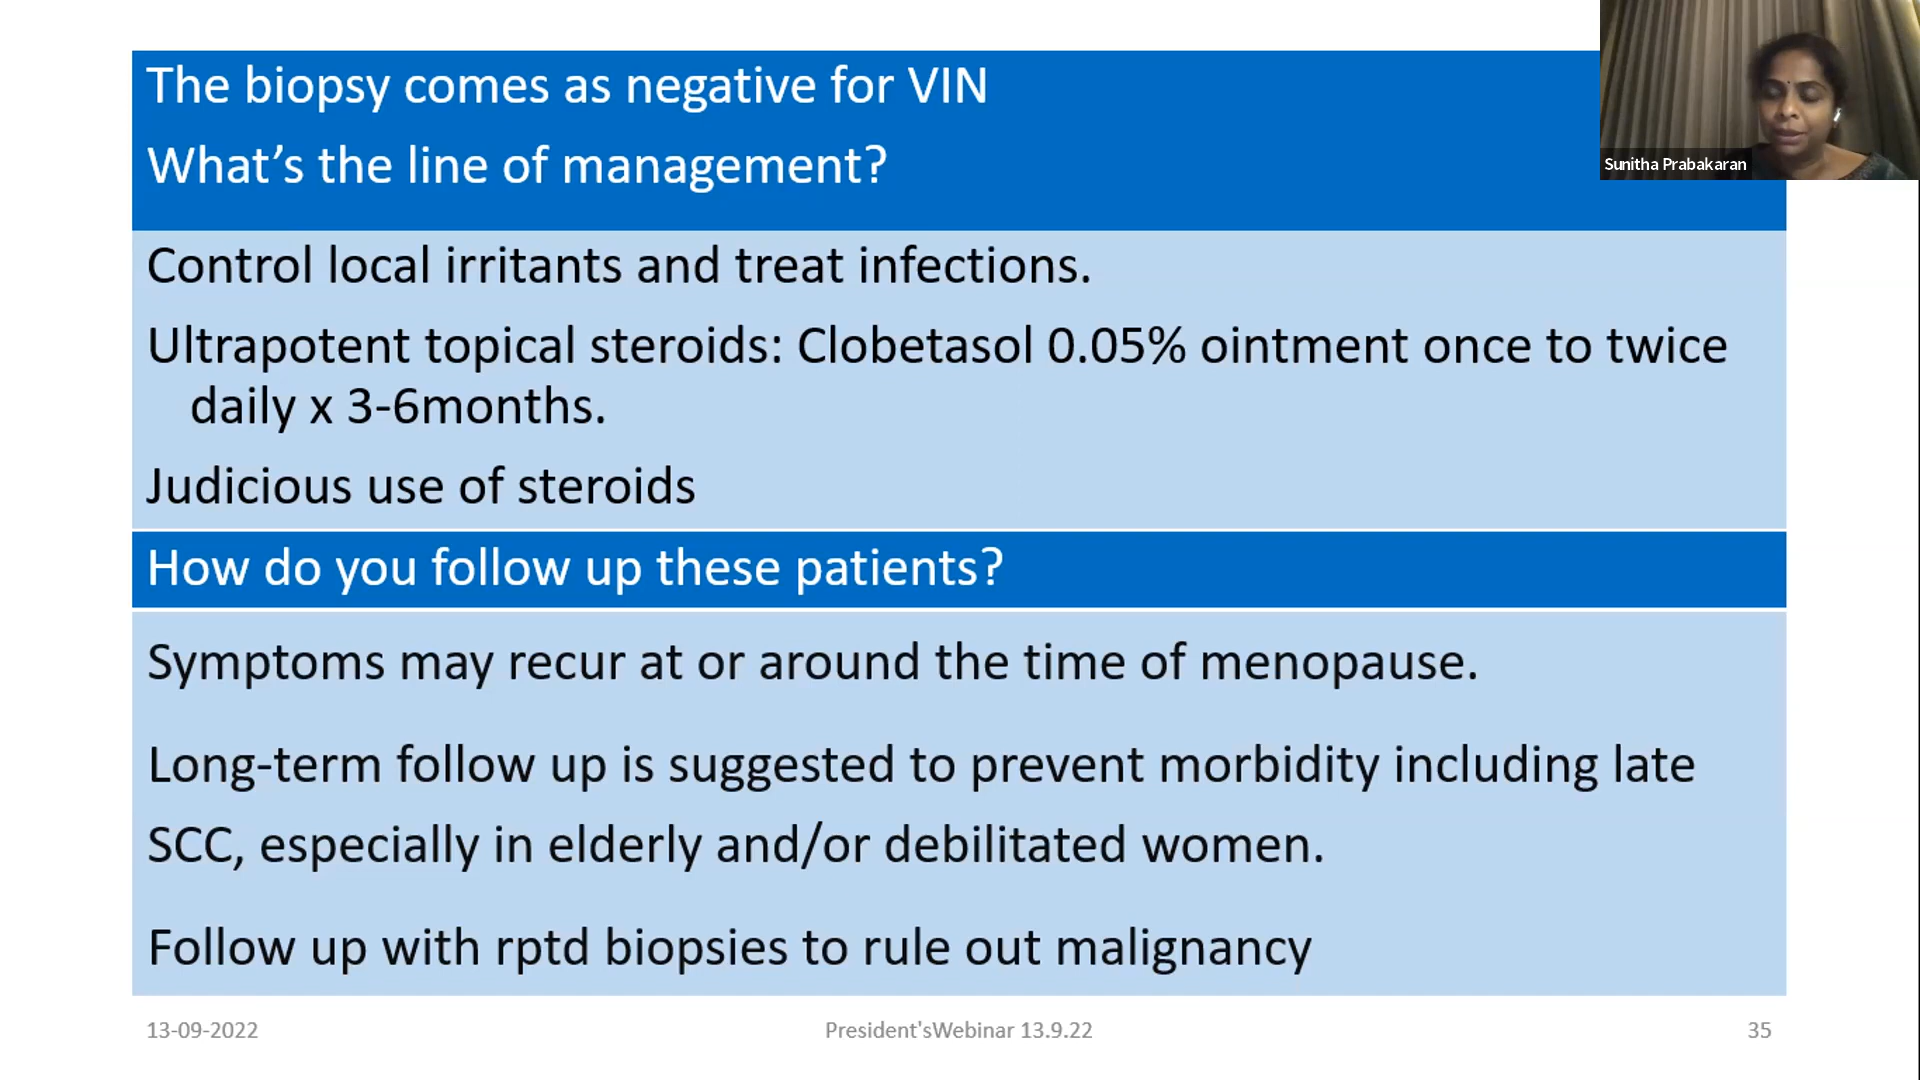 The biopsy comes as negative for VIN
What's the line of management?
Sunitha Prabakaran
Control local irritants and treat infections.
Ultrapotent topical steroids: Clobetasol 0.05% ointment once to twice
daily x 3-6months.
Judicious use of steroids
How do you follow up these patients?
Symptoms may recur at or around the time of menopause.
Long-term follow up is suggested to prevent morbidity including late
SCC, especially in elderly and/or debilitated women.
Follow up with rptd biopsies to rule out malignancy
13-09-2022
President'sWebinar 13.9.22
35